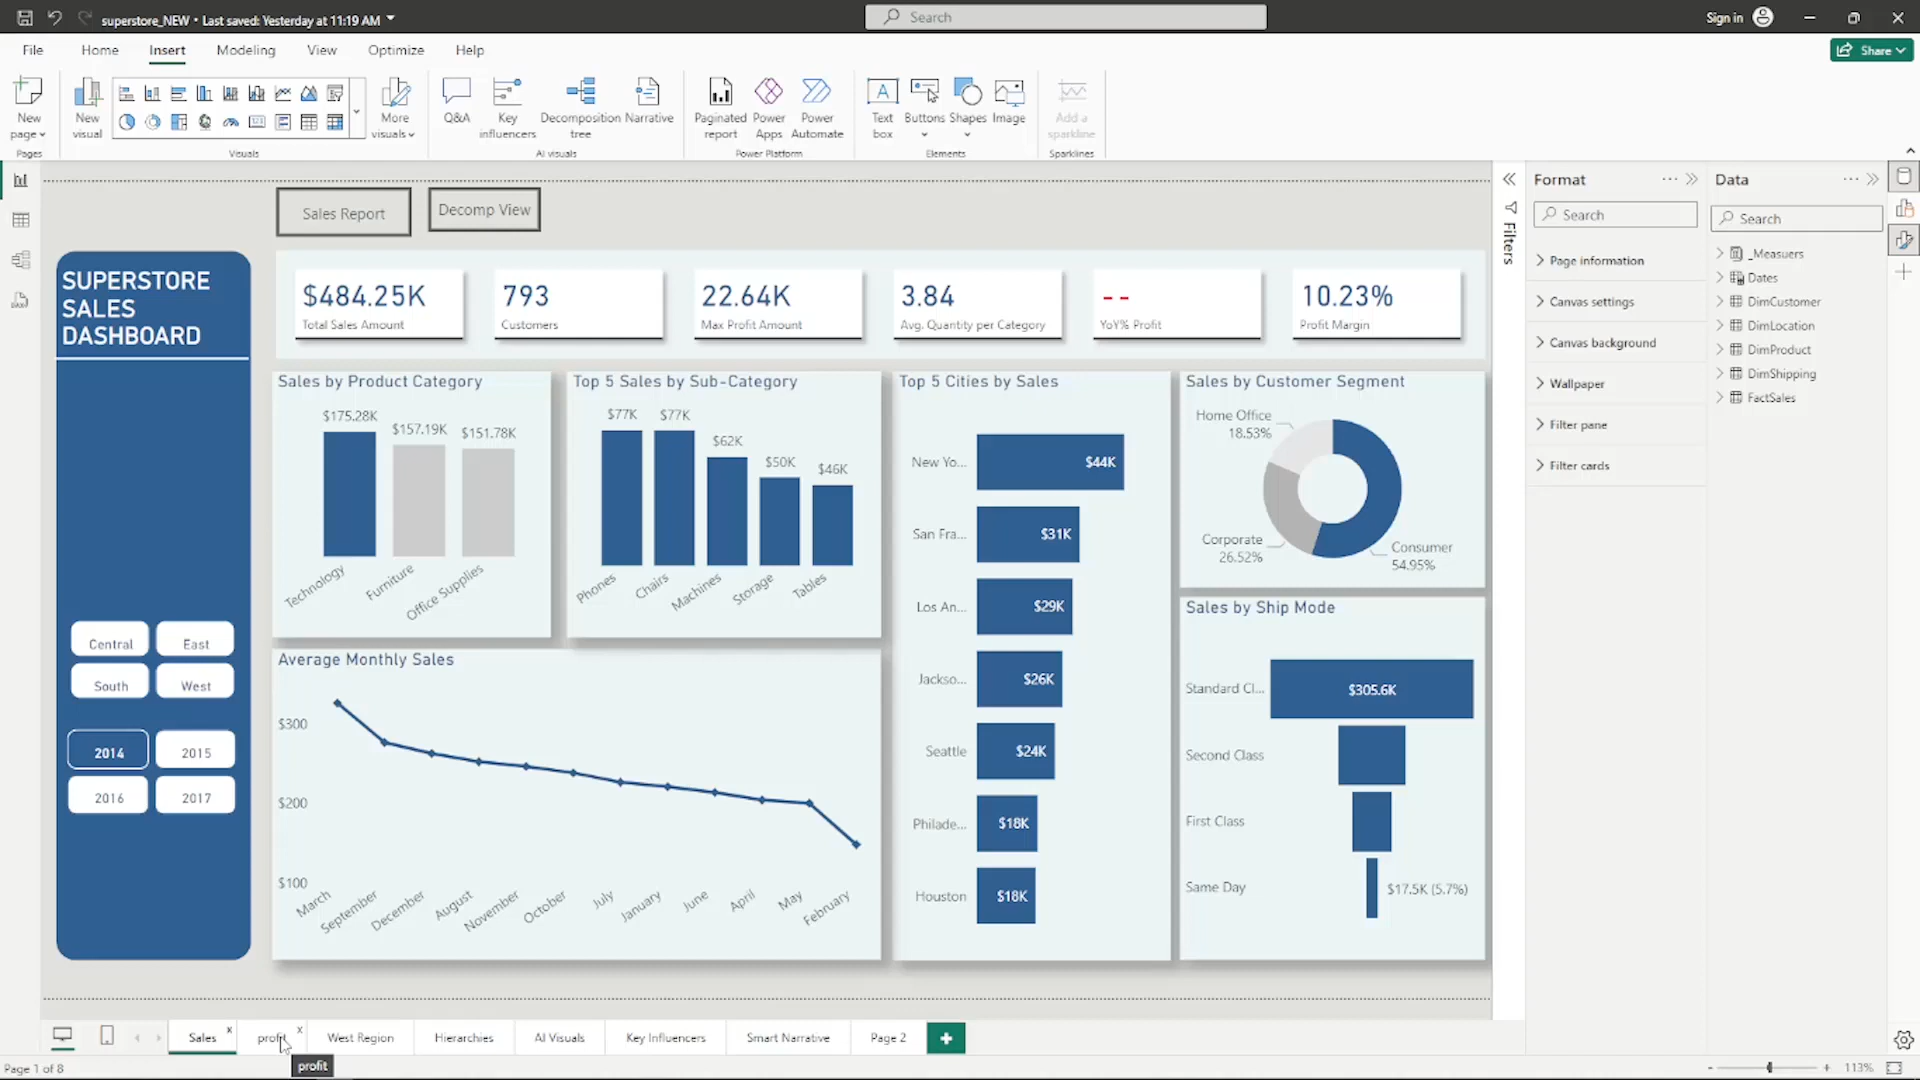 superstore_NEW • Last saved: Yesterday at 11:19 AM
Search
Sign in
File
Home
Insert
Modeling
View
Optimize
Help
Share
New page
Pages
New visual
More visuals
Visuals
Q&A
Key influencers
Decomposition tree
Narrative
AI visuals
Paginated report
Power Apps
Power Automate
Power Platform
Text box
Buttons
Shapes
Image
Elements
Add a sparkline
Sparklines
Sales Report
Decomp View
SUPERSTORE
SALES
DASHBOARD
Central
East
South
West
2014
2015
2016
2017
$484.25K
Total Sales Amount
793
Customers
22.64K
Max Profit Amount
3.84
Avg. Quantity per Category
--
YoY% Profit
10.23%
Profit Margin
Sales by Product Category
$175.28K
$157.19K
$151.78K
Technology
Furniture
Office Supplies
Top 5 Sales by Sub-Category
$77K
$77K
$62K
$50K
$46K
Phones
Chairs
Machines
Storage
Tables
Average Monthly Sales
$300
$200
$100
March
September
December
August
November
October
July
January
June
April
May
February
Top 5 Cities by Sales
New Yo... $44K
San Fra... $31K
Los An... $29K
Jackso... $26K
Seattle $24K
Philade... $18K
Houston $18K
Sales by Customer Segment
Home Office
18.53%
Corporate
26.52%
Consumer
54.95%
Sales by Ship Mode
Standard Cl... $305.6K
Second Class
First Class
Same Day $17.5K (5.7%)
Filters
Format
Search
Page information
Canvas settings
Canvas background
Wallpaper
Filter pane
Filter cards
Data
Search
_Measuers
Dates
DimCustomer
DimLocation
DimProduct
DimShipping
FactSales
Sales
profit
West Region
Hierarchies
AI Visuals
Key Influencers
Smart Narrative
Page 2
profit
Page 1 of 8
113%